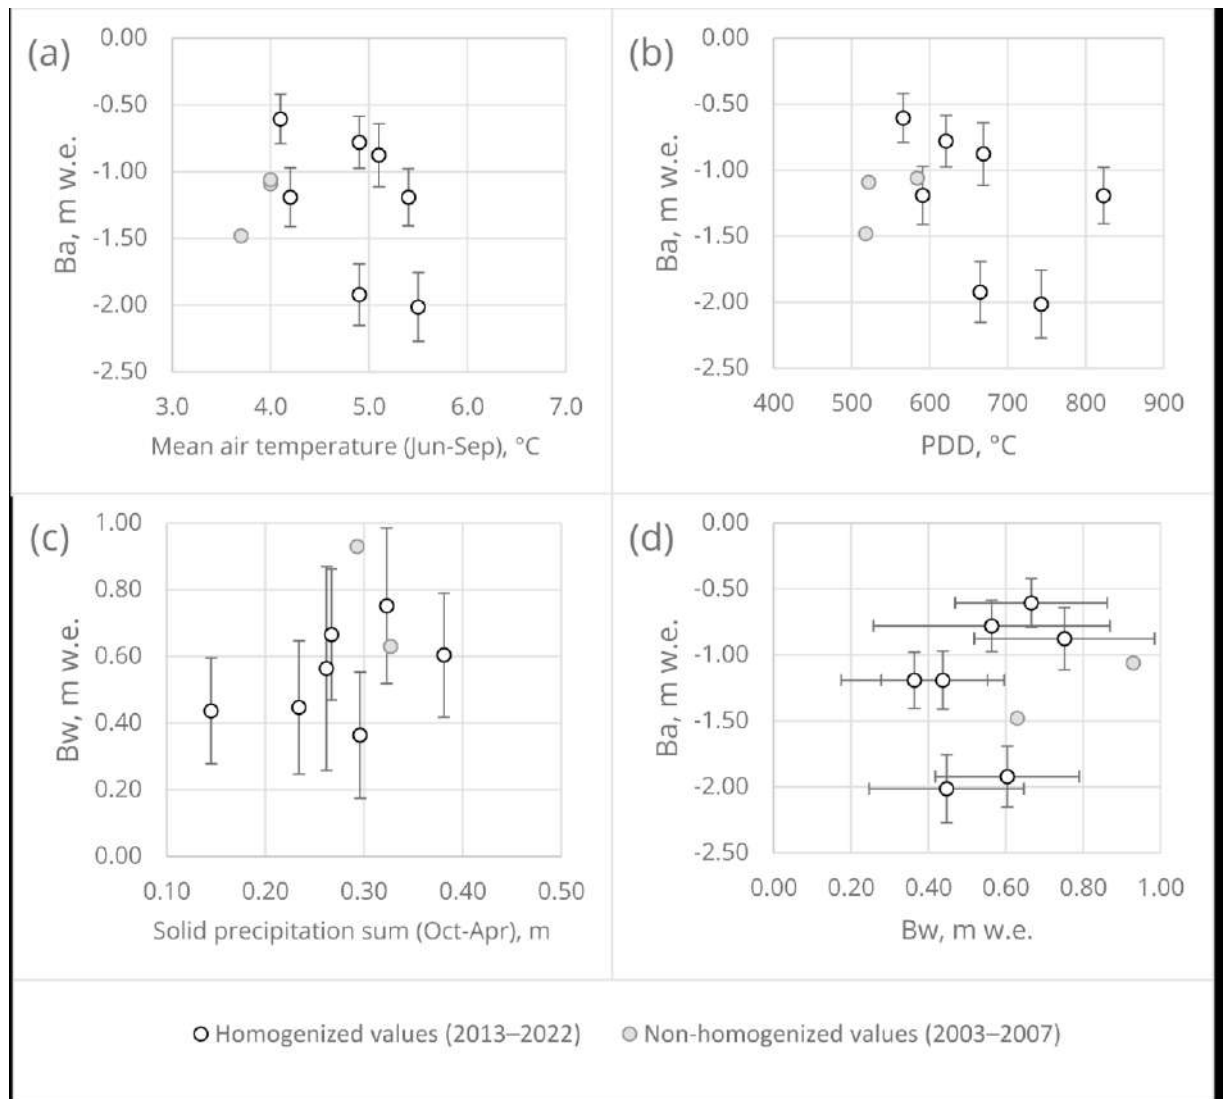 (a)
Ba, m w.e.
0.00
-0.50
-1.00
-1.50
-2.00
-2.50
3.0 4.0 5.0 6.0 7.0
Mean air temperature (Jun-Sep), °C
(b)
Ba, m w.e.
0.00
-0.50
-1.00
-1.50
-2.00
-2.50
400 500 600 700 800 900
PDD, °C
(c)
Bw, m w.e.
1.00
0.80
0.60
0.40
0.20
0.00
0.10 0.20 0.30 0.40 0.50
Solid precipitation sum (Oct-Apr), m
(d)
Ba, m w.e.
0.00
-0.50
-1.00
-1.50
-2.00
-2.50
0.00 0.20 0.40 0.60 0.80 1.00
Bw, m w.e.
Homogenized values (2013–2022) Non-homogenized values (2003–2007)